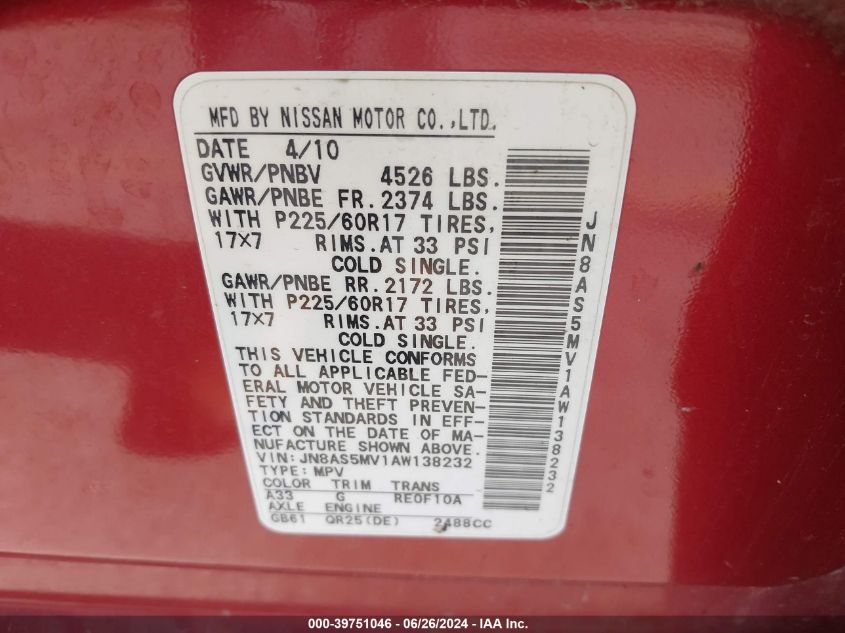 MFD BY NISSAN MOTOR CO.,LTD.
DATE 4/10
GVWR/PNBV 4526 LBS.
GAWR/PNBE FR. 2374 LBS.
WITH P225/60R17 TIRES,
17X7 RIMS.AT 33 PSI
COLD SINGLE.
GAWR/PNBE RR. 2172 LBS.
WITH P225/60R17 TIRES,
17X7 RIMS.AT 33 PSI
COLD SINGLE.
THIS VEHICLE CONFORMS
TO ALL APPLICABLE FED-
ERAL MOTOR VEHICLE SA-
FETY AND THEFT PREVEN-
TION STANDARDS IN EFF-
ECT ON THE DATE OF MA-
NUFACTURE SHOWN ABOVE.
VIN: JN8AS5MV1AW138232
TYPE: MPV
COLOR TRIM TRANS
A33 G RE0F10A
AXLE ENGINE
GB61 QR25(DE) 2488CC
JN8AS5MV1AW138232
000-39751046 - 06/26/2024 - IAA Inc.